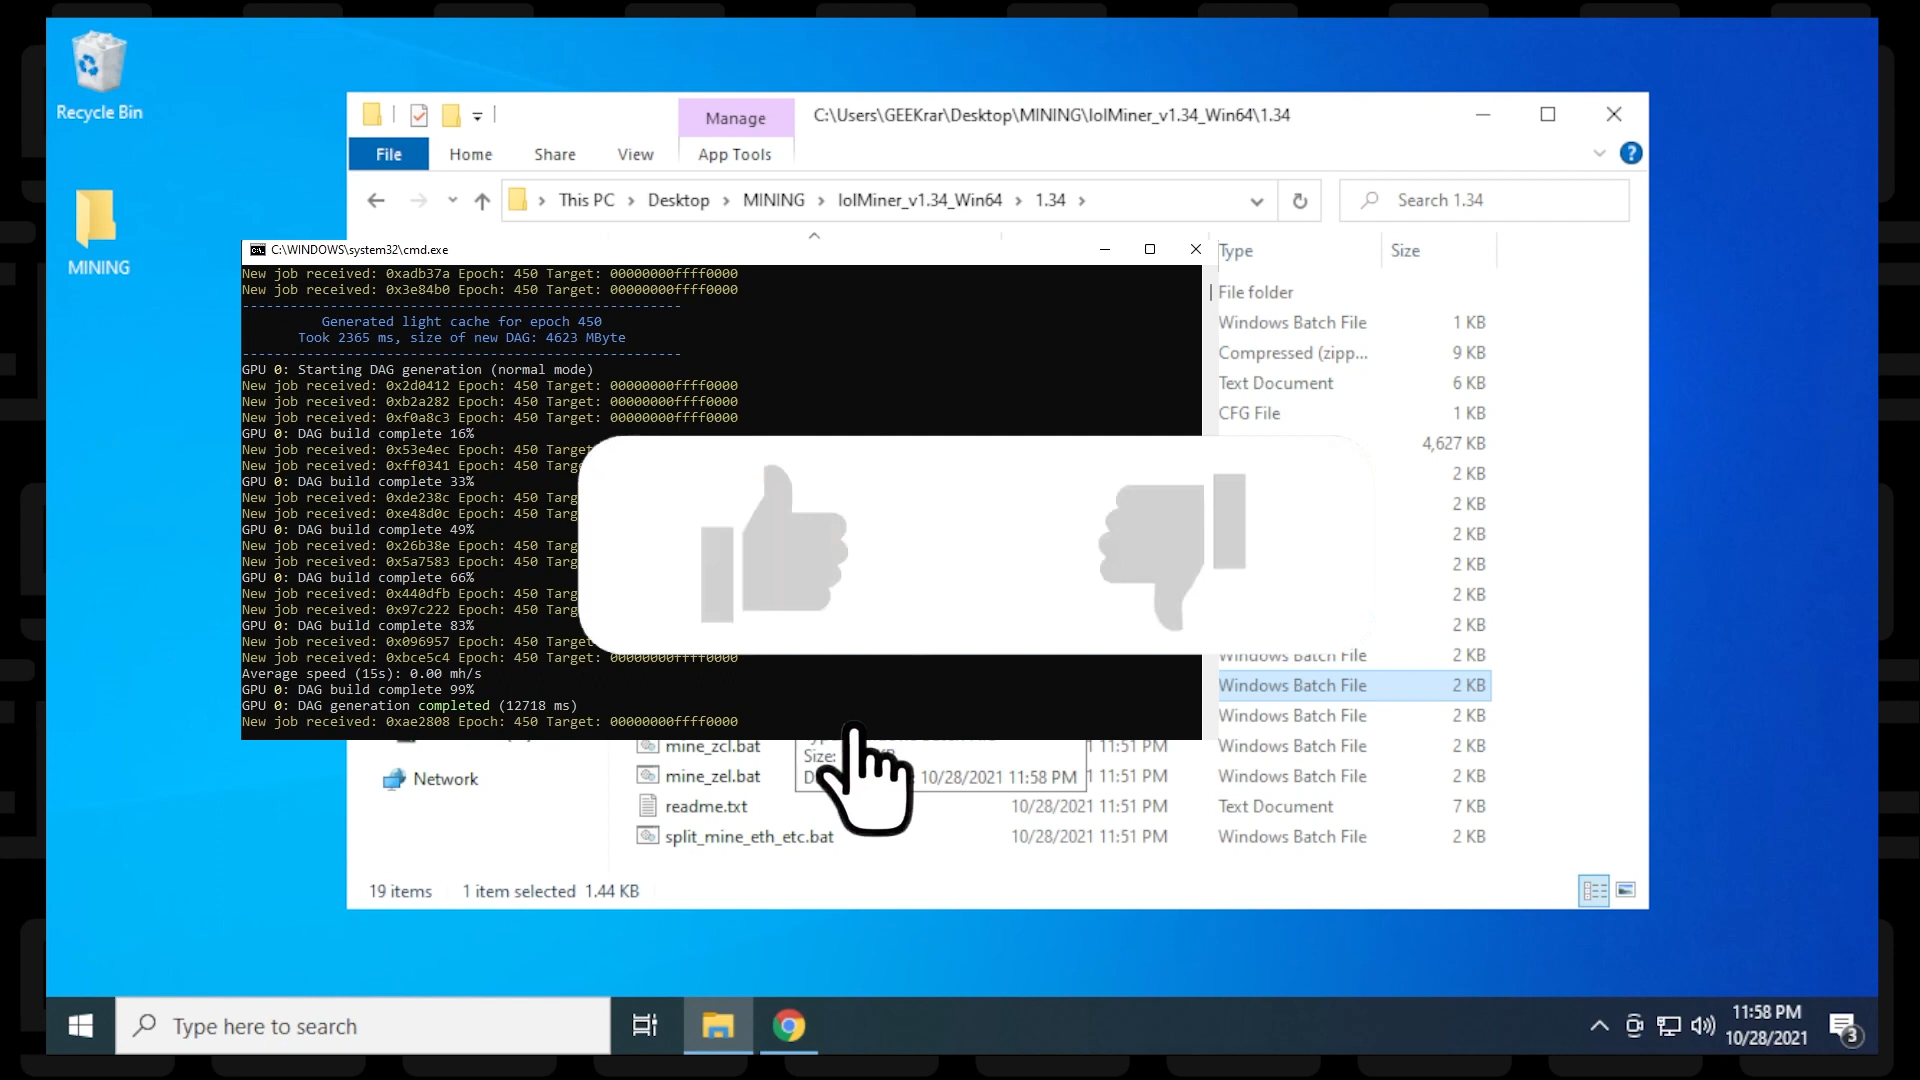 Recycle Bin
MINING
Manage
C:\Users\GEEKrar\Desktop\MINING\lolMiner_v1.34_Win64\1.34
File
Home
Share
View
App Tools
This PC
Desktop
MINING
lolMiner_v1.34_Win64
1.34
Search 1.34
C:\WINDOWS\system32\cmd.exe
New job received: 0xadb37a Epoch: 450 Target: 00000000ffff0000
New job received: 0x3e84b0 Epoch: 450 Target: 00000000ffff0000
-------------------------------------------------------
Generated light cache for epoch 450
Took 2365 ms, size of new DAG: 4623 MByte
-------------------------------------------------------
GPU 0: Starting DAG generation (normal mode)
New job received: 0x2d0412 Epoch: 450 Target: 00000000ffff0000
New job received: 0xb2a282 Epoch: 450 Target: 00000000ffff0000
New job received: 0xf0a8c3 Epoch: 450 Target: 00000000ffff0000
GPU 0: DAG build complete 16%
New job received: 0x53e4ec Epoch: 450 Target
New job received: 0xff0341 Epoch: 450 Targe
GPU 0: DAG build complete 33%
New job received: 0xde238c Epoch: 450 Targ
New job received: 0xe48d0c Epoch: 450 Targ
GPU 0: DAG build complete 49%
New job received: 0x26b38e Epoch: 450 Targ
New job received: 0x5a7583 Epoch: 450 Targ
GPU 0: DAG build complete 66%
New job received: 0x440dfb Epoch: 450 Targ
New job received: 0x97c222 Epoch: 450 Targ
GPU 0: DAG build complete 83%
New job received: 0x096957 Epoch: 450 Targe
New job received: 0xbce5c4 Epoch: 450 Target: 00000000ffff0000
Average speed (15s): 0.00 mh/s
GPU 0: DAG build complete 99%
GPU 0: DAG generation completed (12718 ms)
New job received: 0xae2808 Epoch: 450 Target: 00000000ffff0000
Type
Size
File folder
Windows Batch File 1 KB
Compressed (zipp... 9 KB
Text Document 6 KB
CFG File 1 KB
4,627 KB
2 KB
2 KB
2 KB
2 KB
2 KB
2 KB
Windows Batch File 2 KB
Windows Batch File 2 KB
Windows Batch File 2 KB
mine_zcl.bat 1 11:51 PM Windows Batch File 2 KB
Size:
mine_zel.bat 1 11:51 PM Windows Batch File 2 KB
10/28/2021 11:58 PM
readme.txt 10/28/2021 11:51 PM Text Document 7 KB
split_mine_eth_etc.bat 10/28/2021 11:51 PM Windows Batch File 2 KB
Network
19 items
1 item selected 1.44 KB
Type here to search
11:58 PM
10/28/2021
3